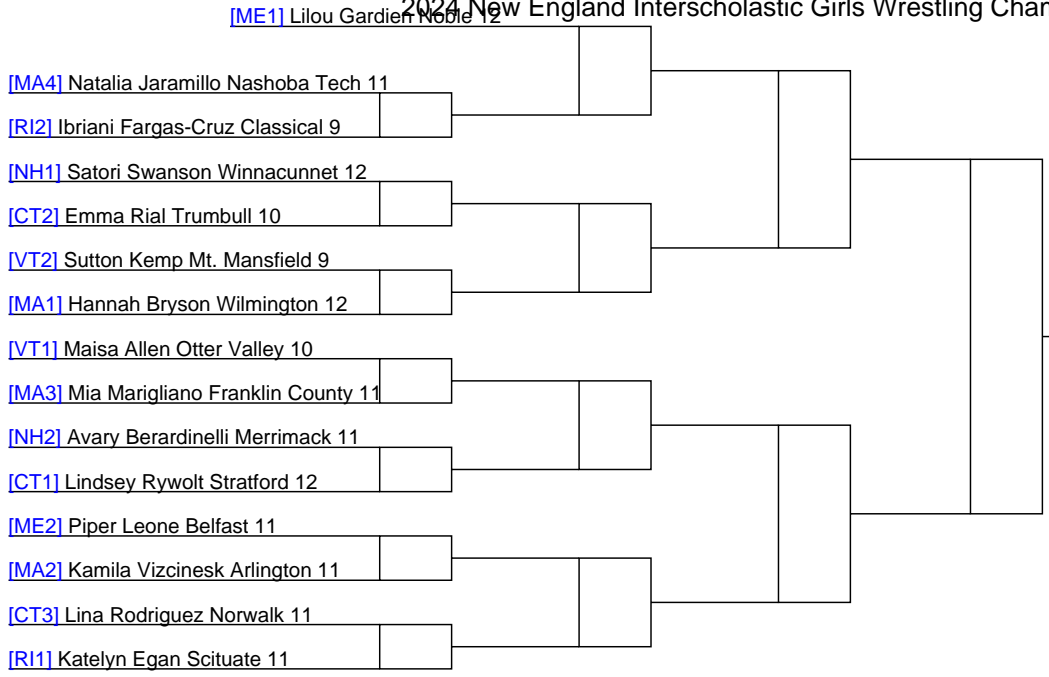 2024 New England Interscholastic Girls Wrestling Cham
[ME1] Lilou Gardien Noble 12
[MA4] Natalia Jaramillo Nashoba Tech 11
[RI2] Ibriani Fargas-Cruz Classical 9
[NH1] Satori Swanson Winnacunnet 12
[CT2] Emma Rial Trumbull 10
[VT2] Sutton Kemp Mt. Mansfield 9
[MA1] Hannah Bryson Wilmington 12
[VT1] Maisa Allen Otter Valley 10
[MA3] Mia Marigliano Franklin County 11
[NH2] Avary Berardinelli Merrimack 11
[CT1] Lindsey Rywolt Stratford 12
[ME2] Piper Leone Belfast 11
[MA2] Kamila Vizcinesk Arlington 11
[CT3] Lina Rodriguez Norwalk 11
[RI1] Katelyn Egan Scituate 11